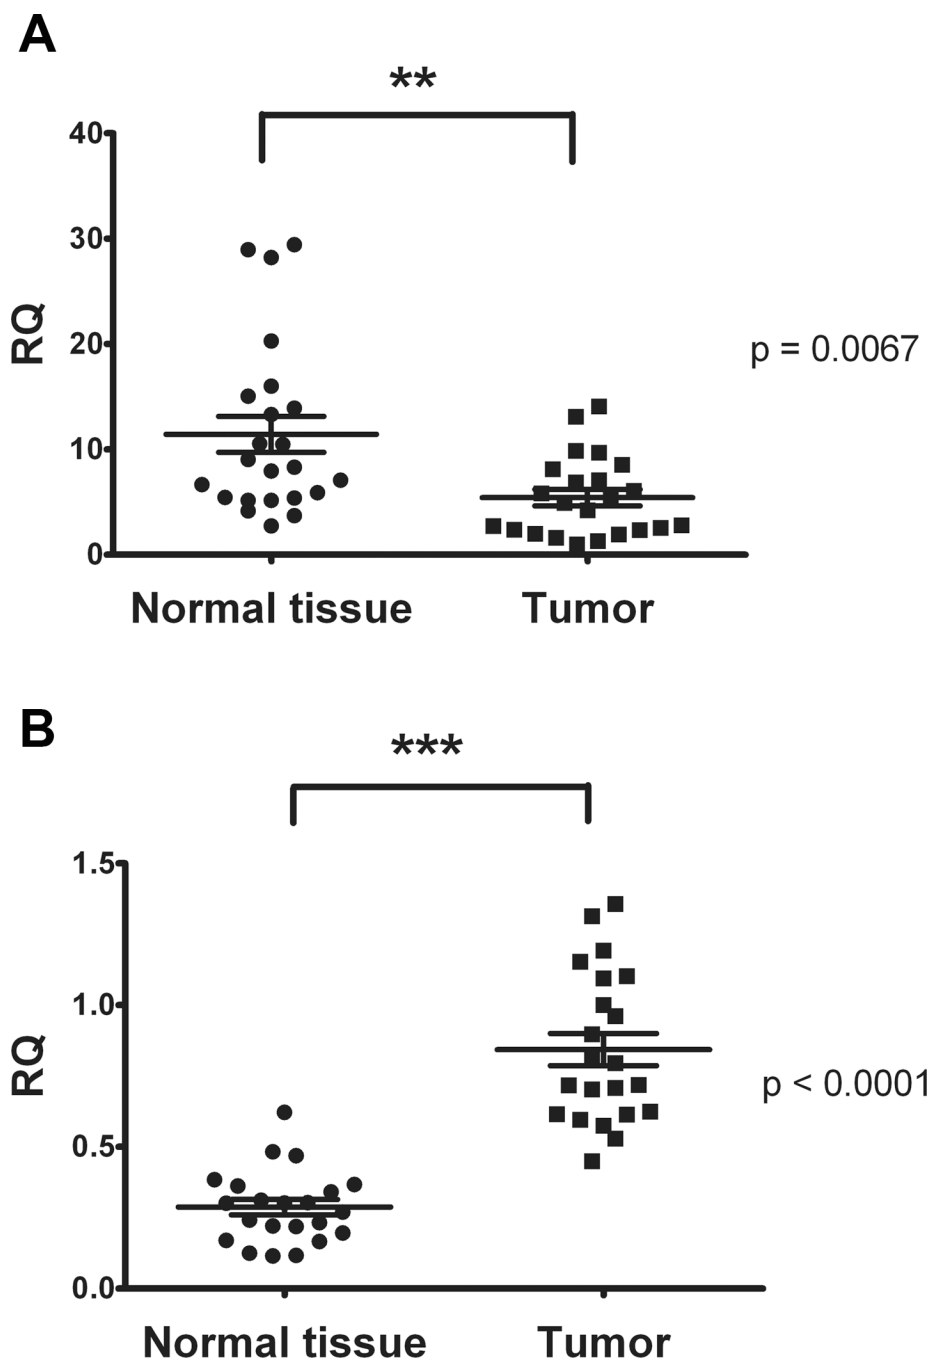 A
**
40
30
20
10
0
RQ
p = 0.0067
Normal tissue
Tumor
B
***
1.5
1.0
0.5
0.0
RQ
p < 0.0001
Normal tissue
Tumor